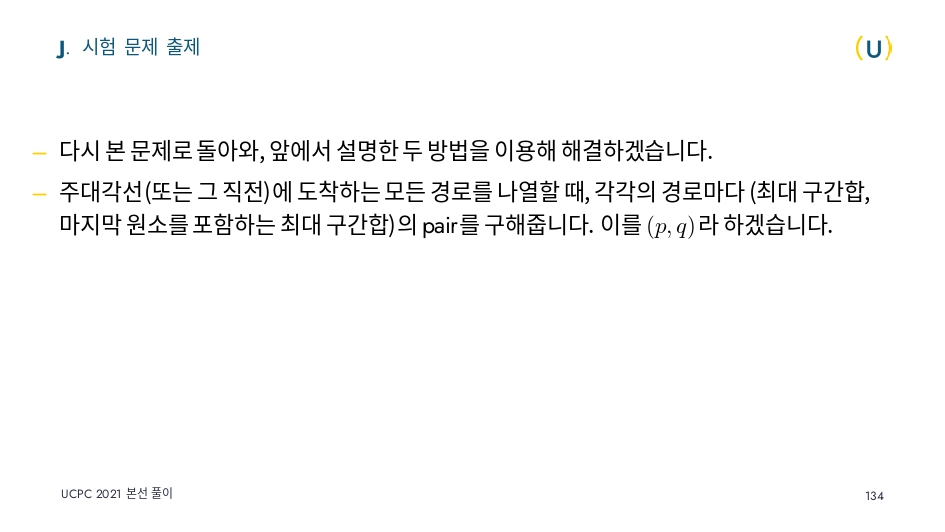 J. 시험 문제 출제
(U)
– 다시 본 문제로 돌아와, 앞에서 설명한 두 방법을 이용해 해결하겠습니다.
– 주대각선(또는 그 직전)에 도착하는 모든 경로를 나열할 때, 각각의 경로마다 (최대 구간합,
마지막 원소를 포함하는 최대 구간합)의 pair를 구해줍니다. 이를 (p, q)라 하겠습니다.
UCPC 2021 본선 풀이
134